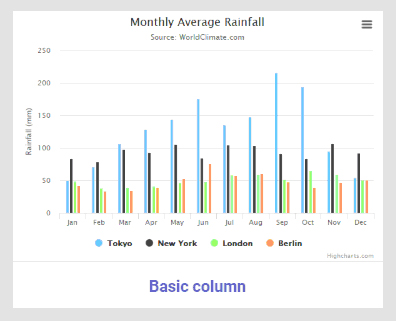 Monthly Average Rainfall
Source: WorldClimate.com
Rainfall (mm)
250
200
150
100
50
0
Jan Feb Mar Apr May Jun Jul Aug Sep Oct Nov Dec
Tokyo New York London Berlin
Highcharts.com
Basic column